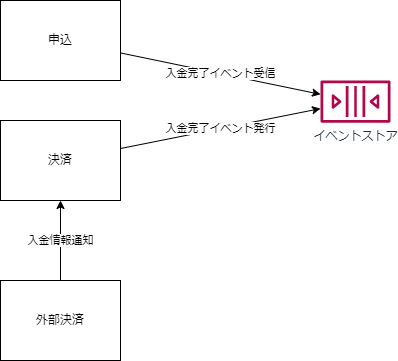 申込
入金完了イベント受信
イベントストア
入金完了イベント発行
決済
入金情報通知
外部決済